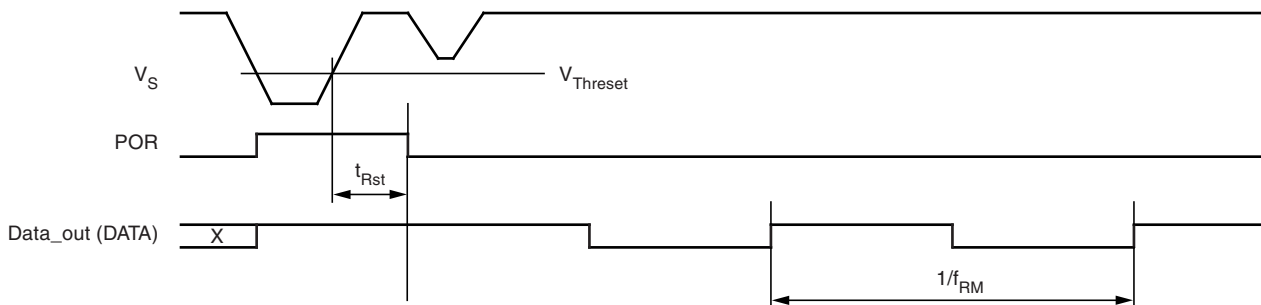 V_S
V_Threset
POR
t_Rst
Data_out (DATA)
X
1/f_RM